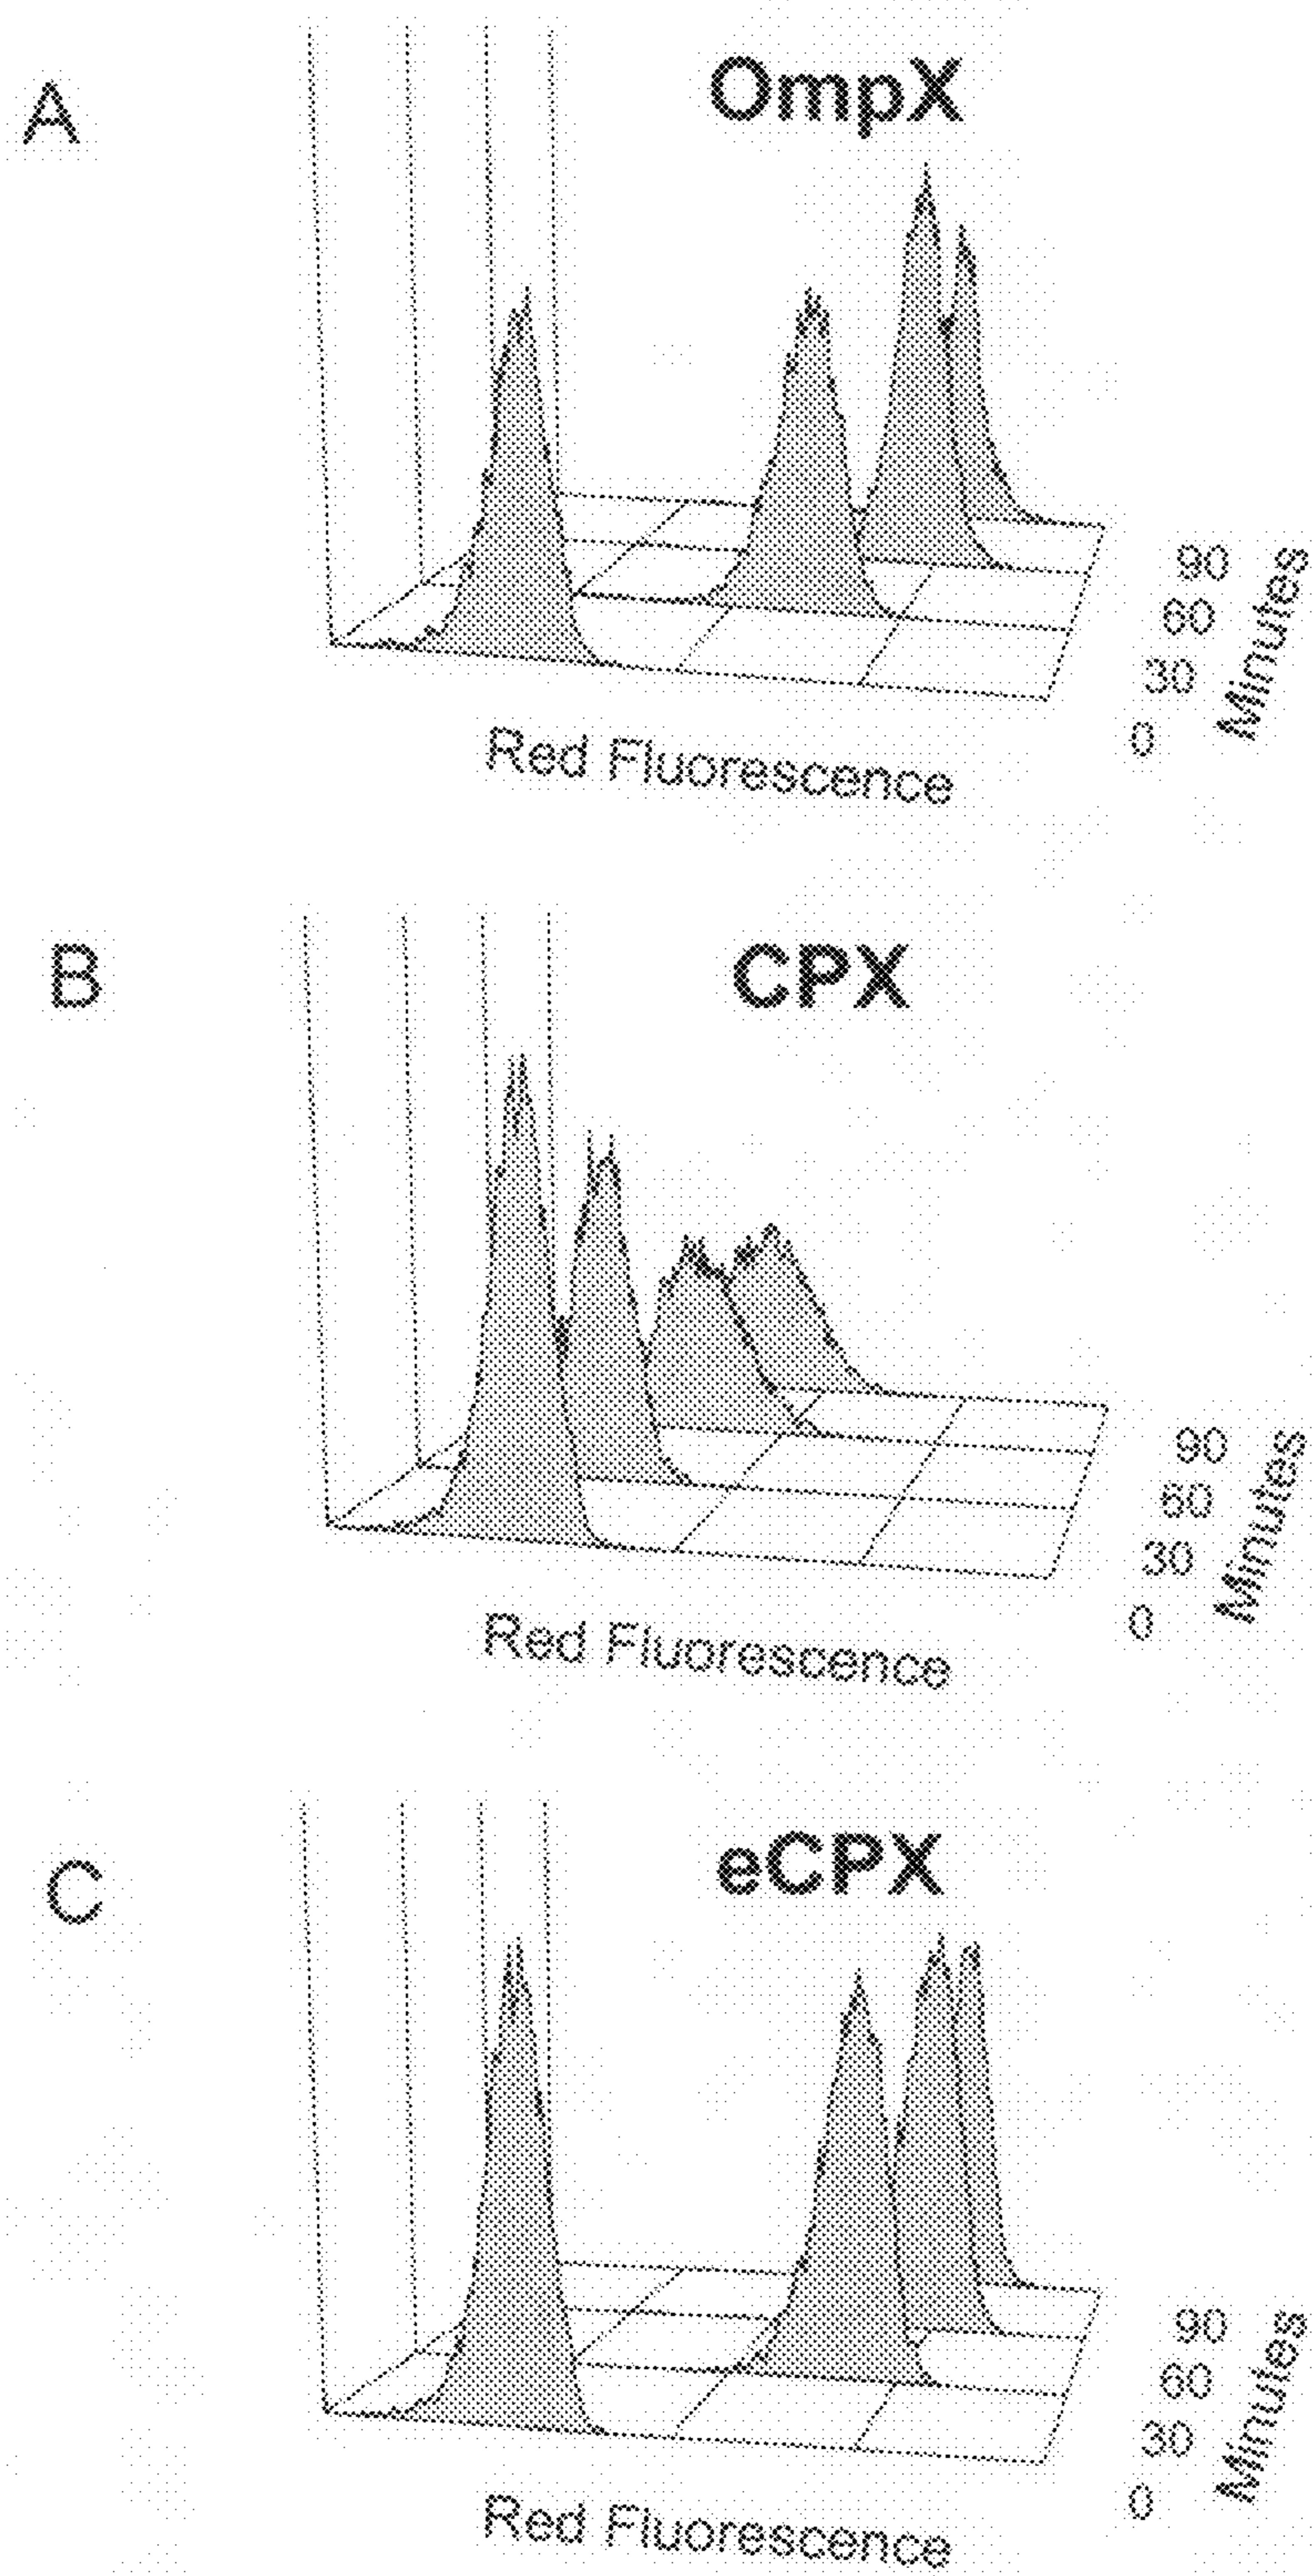 A
OmpX
90
60
30
0
Minutes
Red Fluorescence
B
CPX
90
60
30
0
Minutes
Red Fluorescence
C
eCPX
90
60
30
0
Minutes
Red Fluorescence